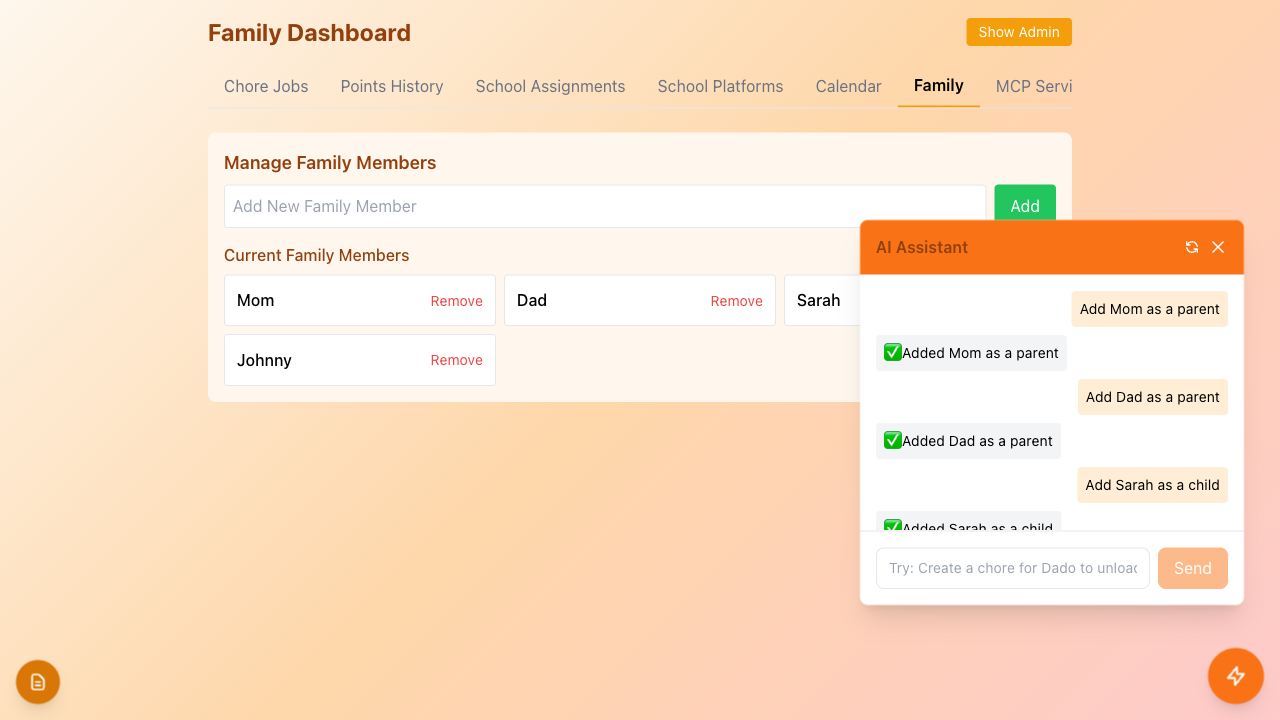 Family Dashboard
Show Admin
Chore Jobs
Points History
School Assignments
School Platforms
Calendar
Family
MCP Servi
Manage Family Members
Add New Family Member
Add
Current Family Members
Mom
Remove
Dad
Remove
Sarah
Johnny
Remove
AI Assistant
Add Mom as a parent
✅Added Mom as a parent
Add Dad as a parent
✅Added Dad as a parent
Add Sarah as a child
✅Added Sarah as a child
Try: Create a chore for Dado to unload
Send